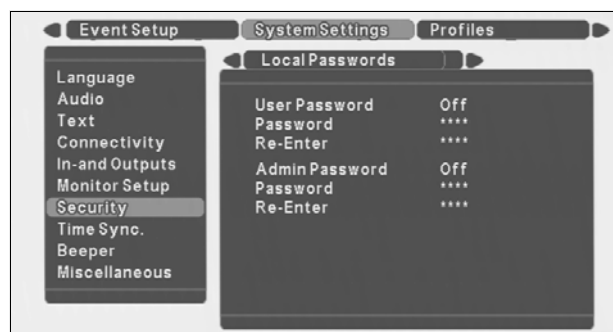 Event Setup System Settings Profiles
Local Passwords
Language
Audio
Text
Connectivity
In-and Outputs
Monitor Setup
Security
Time Sync.
Beeper
Miscellaneous
User Password Off
Password ****
Re-Enter ****
Admin Password Off
Password ****
Re-Enter ****